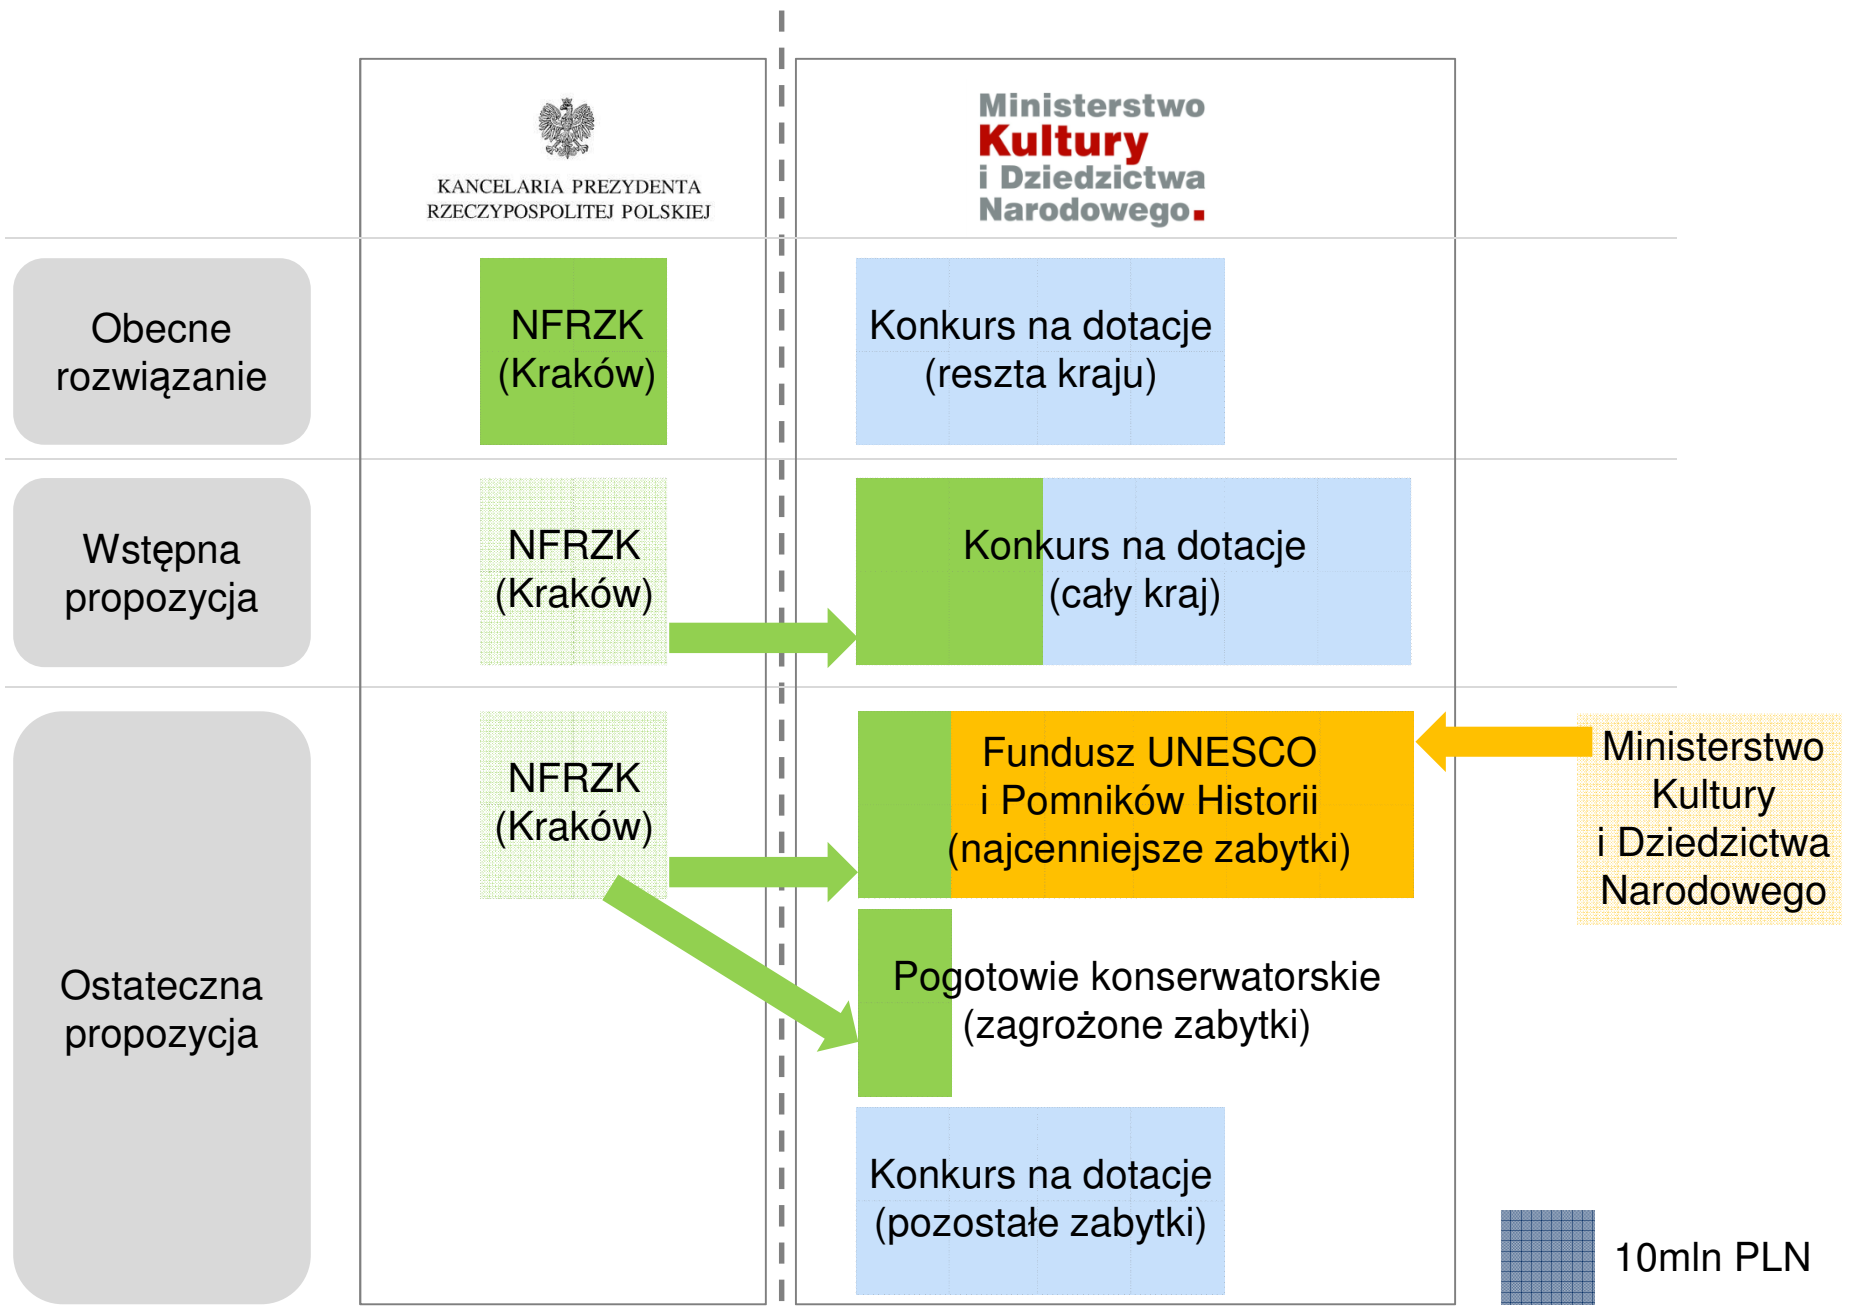 KANCELARIA PREZYDENTA
RZECZYPOSPOLITEJ POLSKIEJ
Ministerstwo
Kultury
i Dziedzictwa
Narodowego.
Obecne
rozwiązanie
NFRZK
(Kraków)
Konkurs na dotacje
(reszta kraju)
Wstępna
propozycja
NFRZK
(Kraków)
Konkurs na dotacje
(cały kraj)
Ostateczna
propozycja
NFRZK
(Kraków)
Fundusz UNESCO
i Pomników Historii
(najcenniejsze zabytki)
Ministerstwo
Kultury
i Dziedzictwa
Narodowego
Pogotowie konserwatorskie
(zagrożone zabytki)
Konkurs na dotacje
(pozostałe zabytki)
10mln PLN